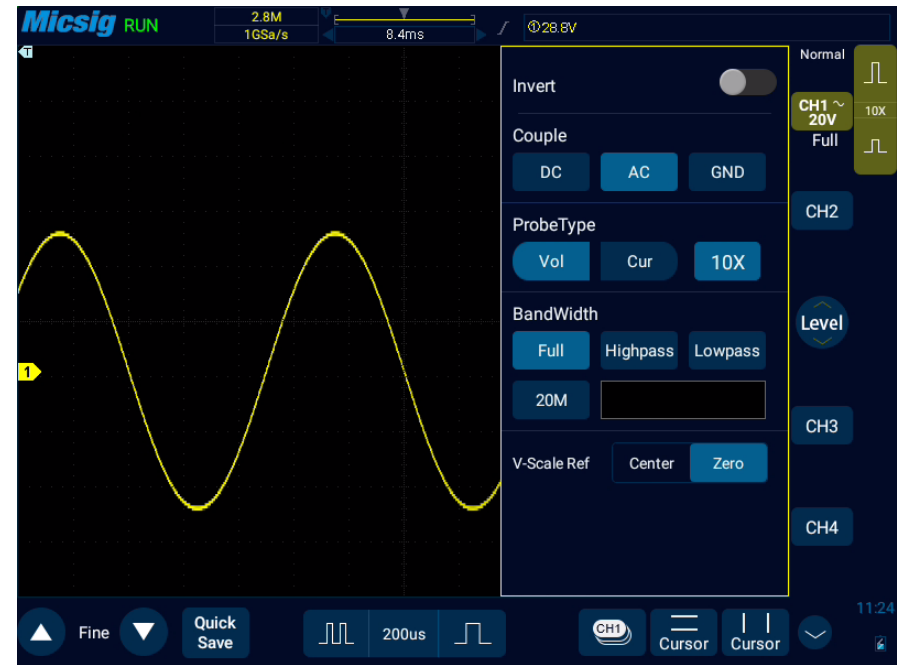 Micsig RUN
2.8M
1GSa/s
T
8.4ms
①28.8V
T
Invert
Normal
CH1 ~
20V
Full
10X
Couple
DC AC GND
CH2
ProbeType
Vol Cur 10X
BandWidth
Full Highpass Lowpass
Level
1
20M
CH3
V-Scale Ref Center Zero
CH4
11:24
Fine
Quick
Save
200us
CH1
Cursor
Cursor